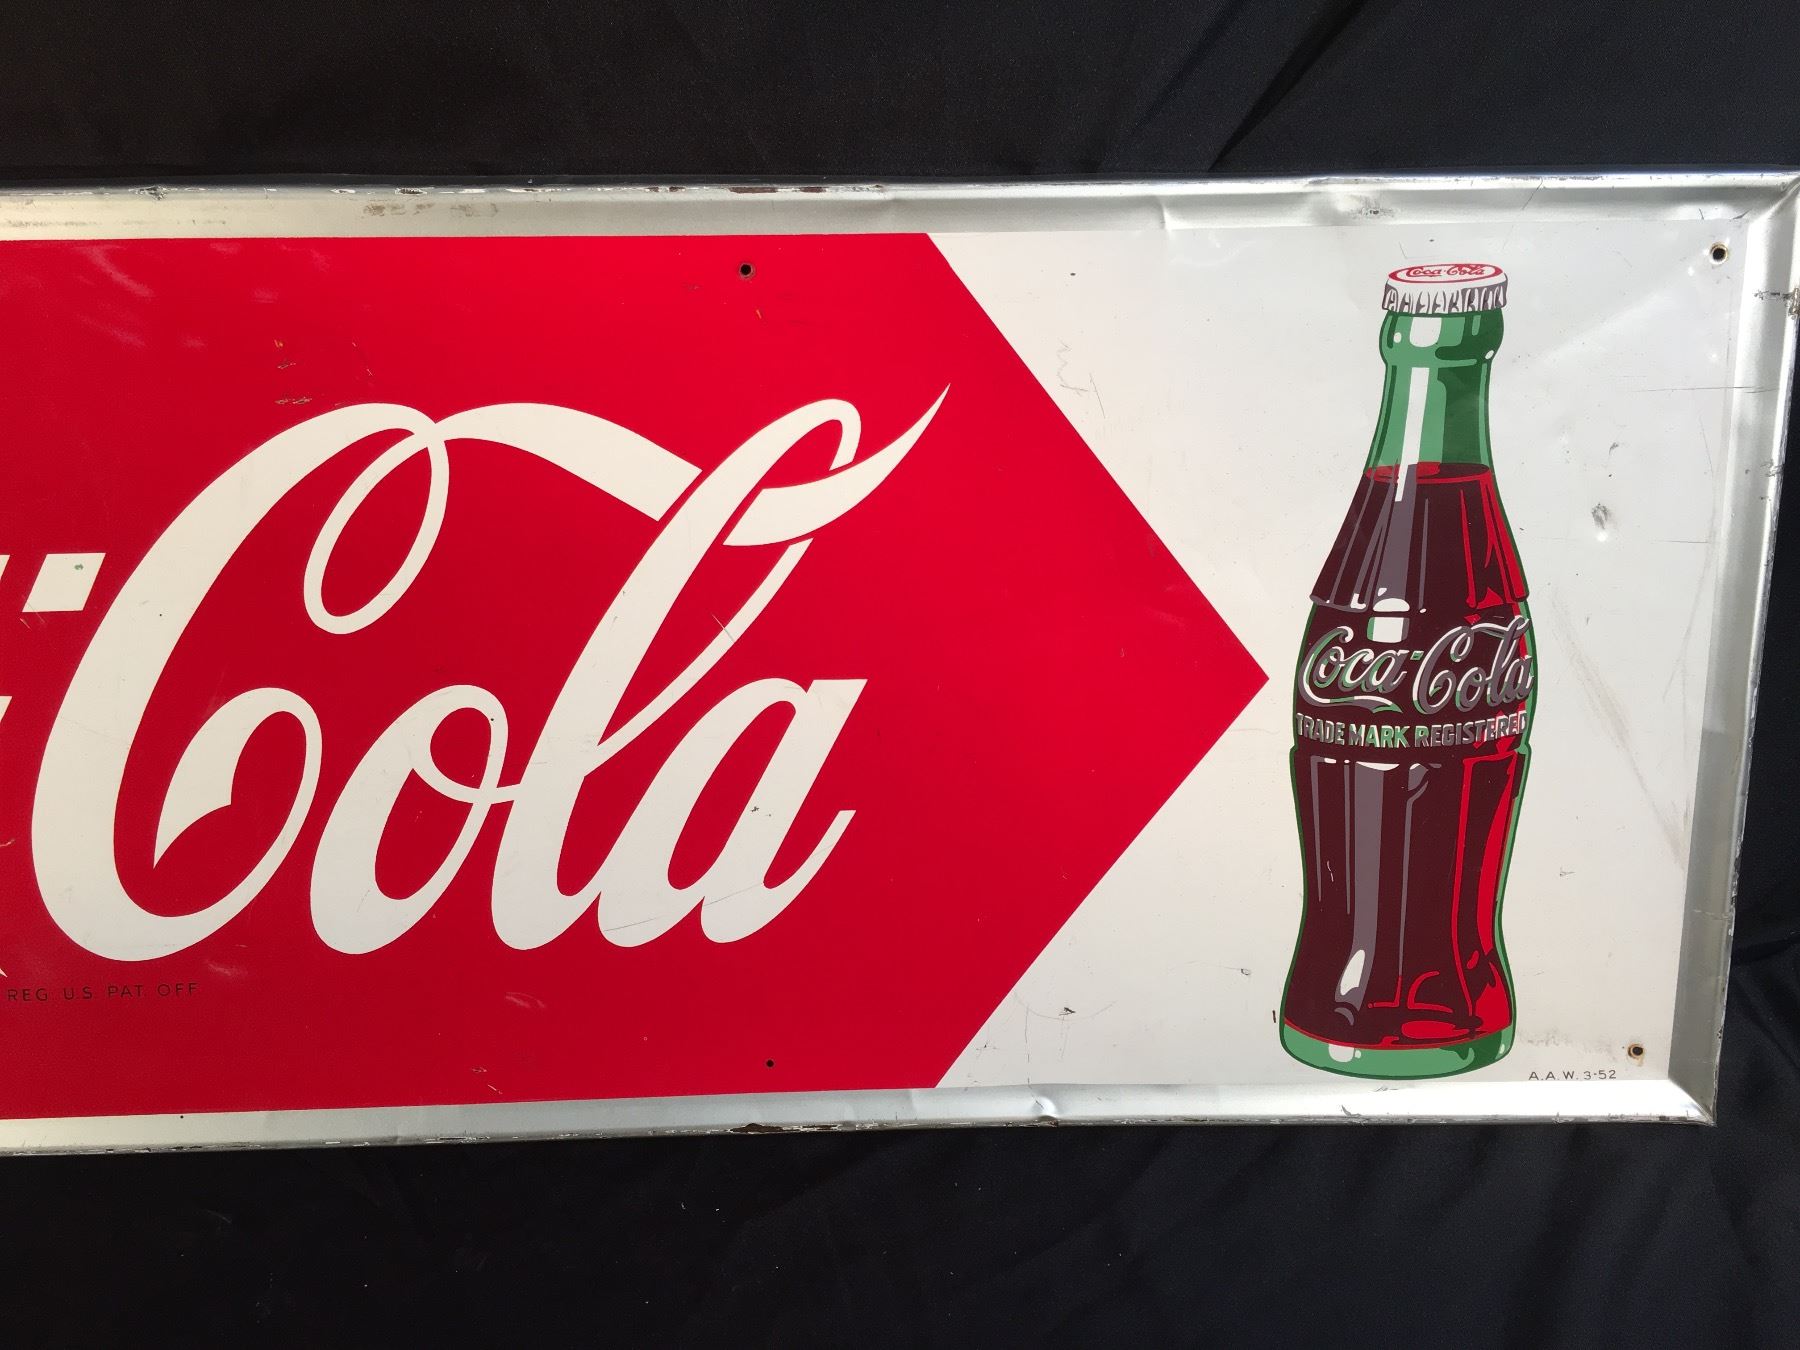 -Cola
REG. U.S. PAT. OFF.
Coca-Cola
Coca-Cola
TRADE MARK REGISTERED
A.A.W. 3-52